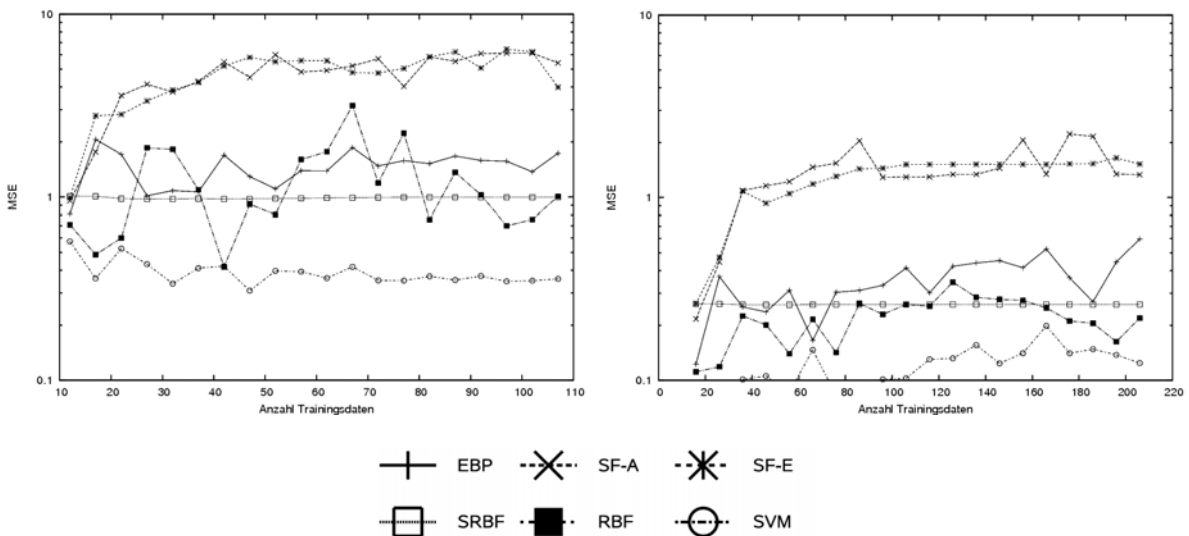 10
1
0.1
MSE
10 20 30 40 50 60 70 80 90 100 110
Anzahl Trainingsdaten
10
1
0.1
MSE
0 20 40 60 80 100 120 140 160 180 200 220
Anzahl Trainingsdaten
EBP SF-A SF-E
SRBF RBF SVM